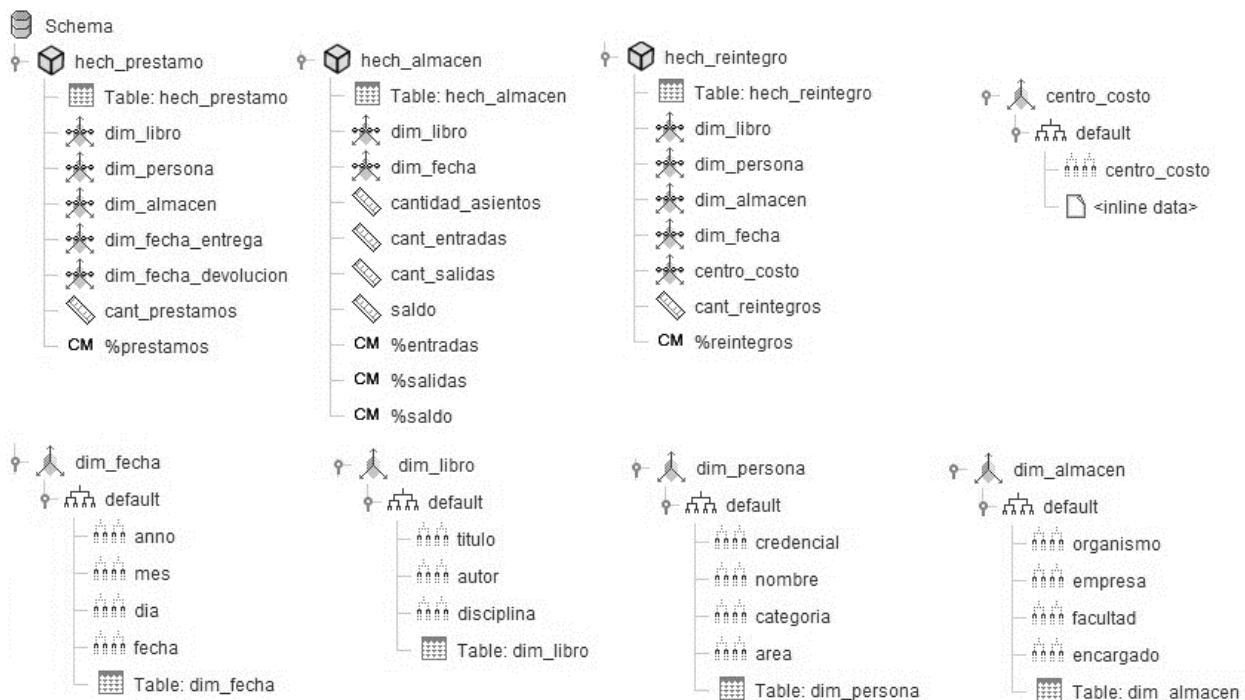 Schema
hech_prestamo
Table: hech_prestamo
dim_libro
dim_persona
dim_almacen
dim_fecha_entrega
dim_fecha_devolucion
cant_prestamos
CM %prestamos
hech_almacen
Table: hech_almacen
dim_libro
dim_fecha
cantidad_asientos
cant_entradas
cant_salidas
saldo
CM %entradas
CM %salidas
CM %saldo
hech_reintegro
Table: hech_reintegro
dim_libro
dim_persona
dim_almacen
dim_fecha
centro_costo
cant_reintegros
CM %reintegros
centro_costo
default
centro_costo
<inline data>
dim_fecha
default
anno
mes
dia
fecha
Table: dim_fecha
dim_libro
default
titulo
autor
disciplina
Table: dim_libro
dim_persona
default
credencial
nombre
categoria
area
Table: dim_persona
dim_almacen
default
organismo
empresa
facultad
encargado
Table: dim_almacen